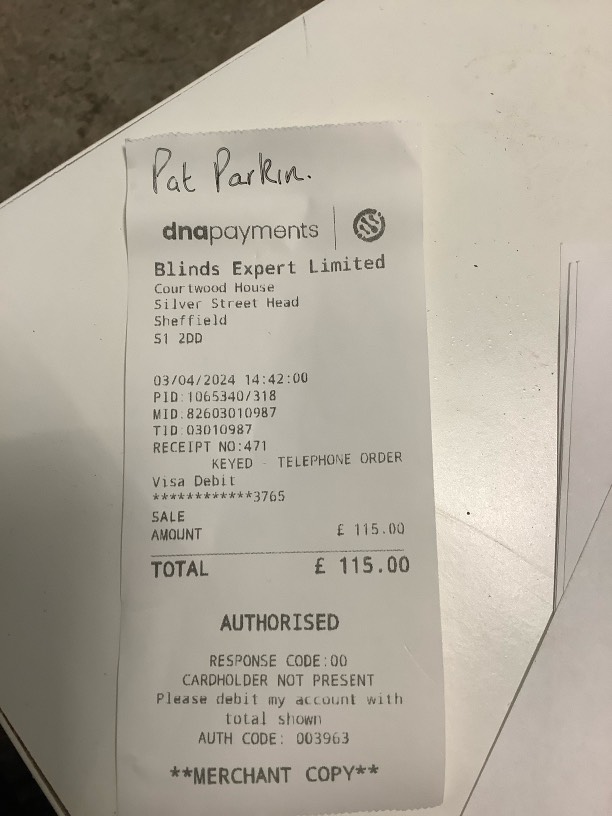 Pat Parkin.
dnapayments
Blinds Expert Limited
Courtwood House
Silver Street Head
Sheffield
S1 2DD
03/04/2024 14:42:00
PID:1065340/318
MID:82603010987
TID:03010987
RECEIPT NO:471
KEYED - TELEPHONE ORDER
Visa Debit
************3765
SALE
AMOUNT £ 115.00
TOTAL £ 115.00
AUTHORISED
RESPONSE CODE:00
CARDHOLDER NOT PRESENT
Please debit my account with
total shown
AUTH CODE: 003963
**MERCHANT COPY**